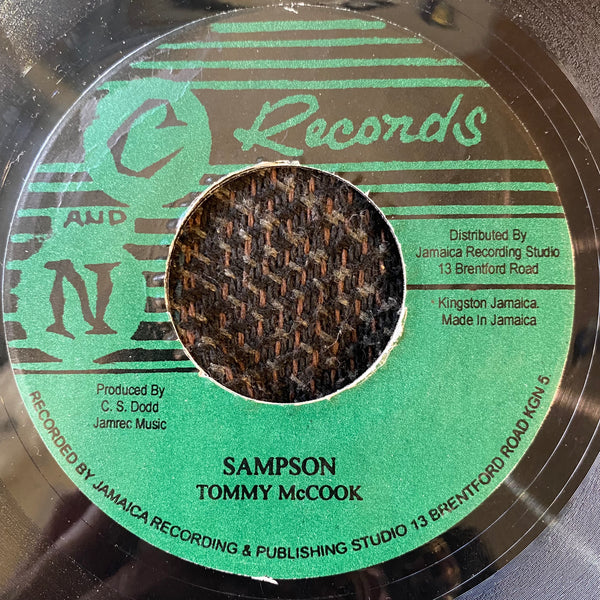 C AND N Records
Distributed By
Jamaica Recording Studio
13 Brentford Road
Kingston Jamaica.
Made In Jamaica
Produced By
C. S. Dodd
Jamrec Music
SAMPSON
TOMMY McCOOK
RECORDED BY JAMAICA RECORDING & PUBLISHING STUDIO 13 BRENTFORD ROAD KGN 5